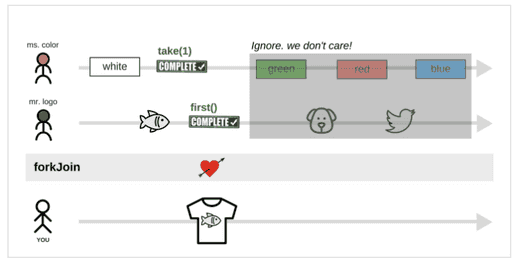 ms. color
white
take(1)
COMPLETE
Ignore. we don't care!
green
red
blue
mr. logo
first()
COMPLETE
forkJoin
YOU